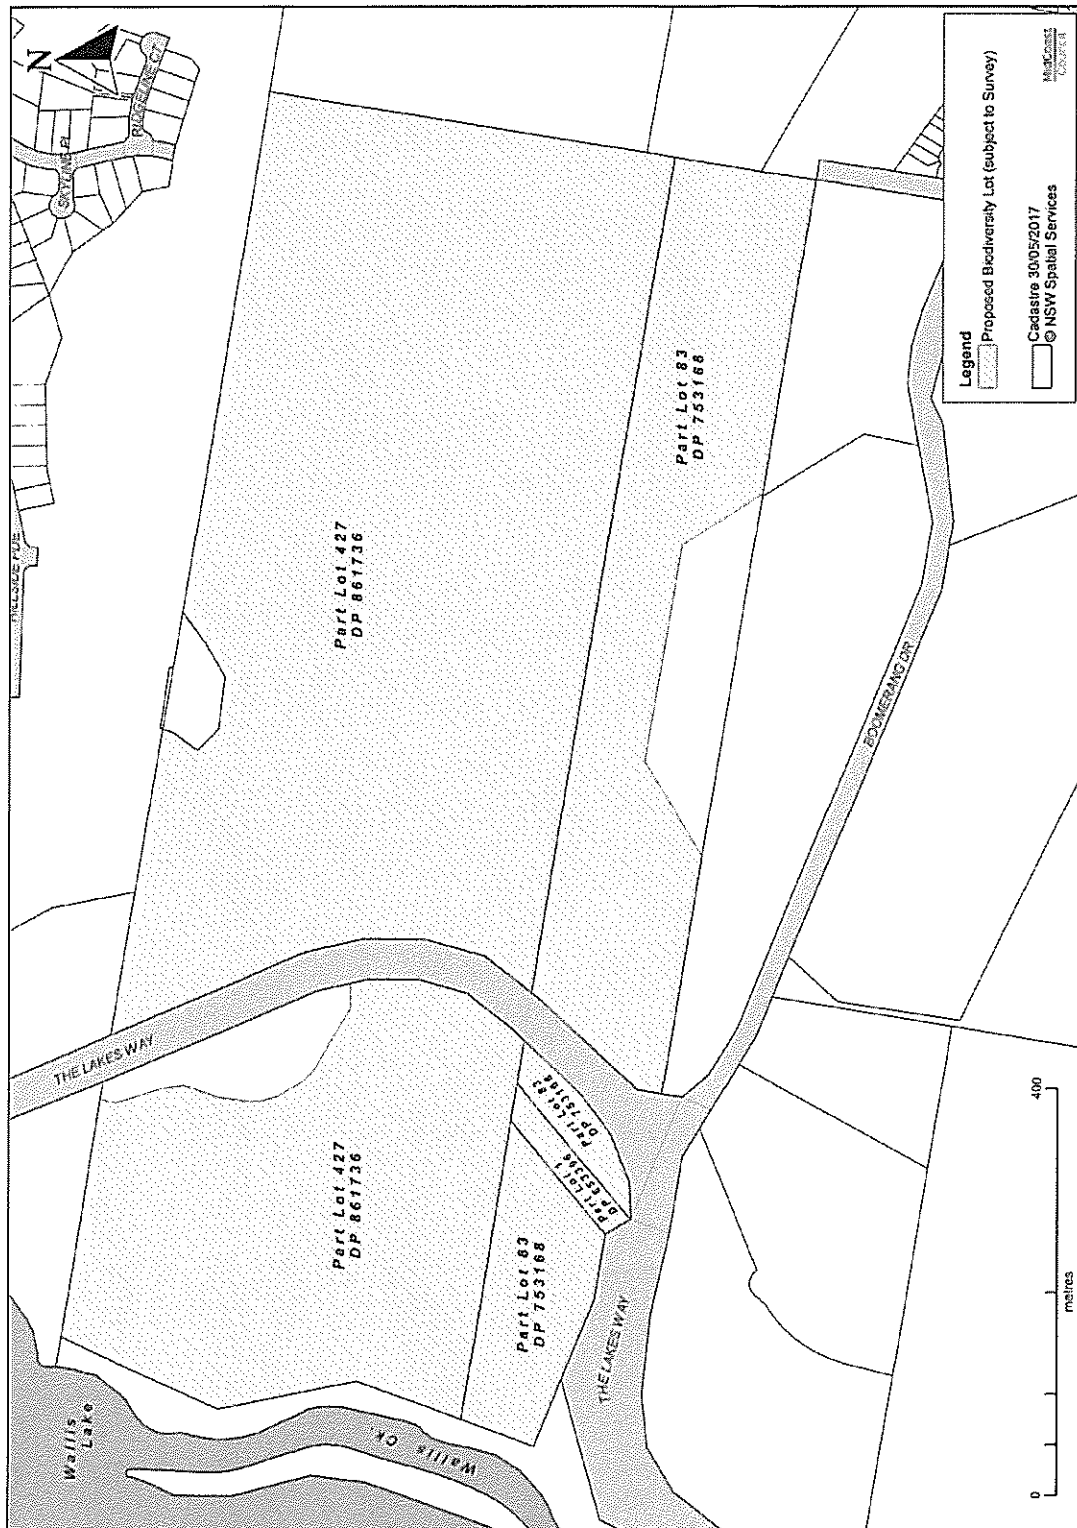 N
SKYLINE PL
RIDGELINE CT
HILLSIDE PDE
THE LAKES WAY
Part Lot 427
DP 861736
Part Lot 427
DP 861736
Part Lot 83
DP 753168
Part Lot 83
DP 753168
Part Lot 1
Part Lot 83
DP 753168
Wallis
Lake
Wallis Ck.
THE LAKES WAY
BOOMERANG DR
0
400
metres
Legend
Proposed Biodiversity Lot (subject to Survey)
Cadastre 30/05/2017
© NSW Spatial Services
MidCoast
Council